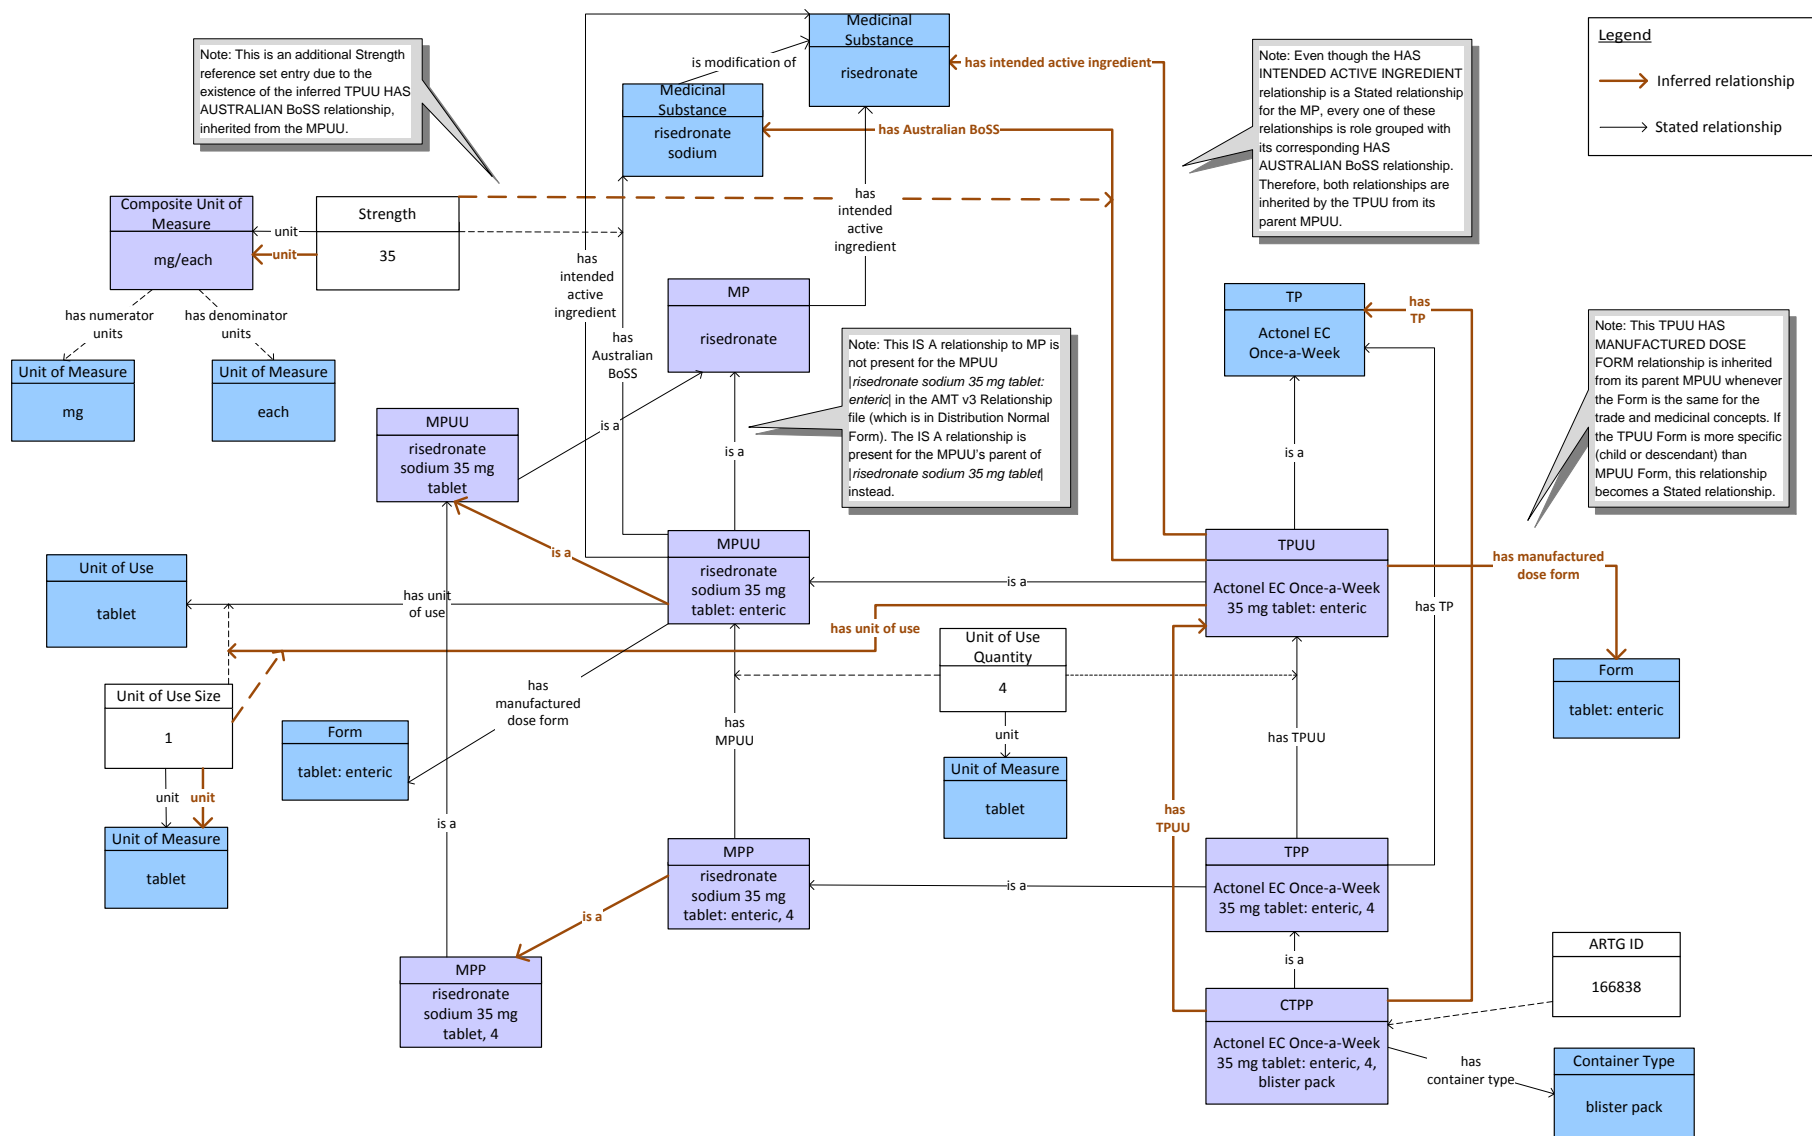 Note: This is an additional Strength
reference set entry due to the
existence of the inferred TPUU HAS
AUSTRALIAN BoSS relationship,
inherited from the MPUU.
Medicinal
Substance
risedronate
is modification of
Medicinal
Substance
risedronate
sodium
has intended active ingredient
has Australian BoSS
Note: Even though the HAS
INTENDED ACTIVE INGREDIENT
relationship is a Stated relationship
for the MP, every one of these
relationships is role grouped with
its corresponding HAS
AUSTRALIAN BoSS relationship.
Therefore, both relationships are
inherited by the TPUU from its
parent MPUU.
Legend
Inferred relationship
Stated relationship
Composite Unit of
Measure
mg/each
unit
unit
Strength
35
has numerator
units
has denominator
units
Unit of Measure
mg
Unit of Measure
each
has
intended
active
ingredient
has
Australian
BoSS
has
intended
active
ingredient
MP
risedronate
Note: This IS A relationship to MP is
not present for the MPUU
|risedronate sodium 35 mg tablet:
enteric| in the AMT v3 Relationship
file (which is in Distribution Normal
Form). The IS A relationship is
present for the MPUU's parent of
|risedronate sodium 35 mg tablet|
instead.
TP
Actonel EC
Once-a-Week
has
TP
Note: This TPUU HAS
MANUFACTURED DOSE
FORM relationship is inherited
from its parent MPUU whenever
the Form is the same for the
trade and medicinal concepts. If
the TPUU Form is more specific
(child or descendant) than
MPUU Form, this relationship
becomes a Stated relationship.
MPUU
risedronate
sodium 35 mg
tablet
is a
is a
is a
is a
MPUU
risedronate
sodium 35 mg
tablet: enteric
is a
TPUU
Actonel EC Once-a-Week
35 mg tablet: enteric
has manufactured
dose form
Form
tablet: enteric
Unit of Use
tablet
has unit
of use
has unit of use
has TP
Unit of Use Size
1
unit
unit
Unit of Measure
tablet
has
manufactured
dose form
Form
tablet: enteric
has
MPUU
Unit of Use
Quantity
4
unit
Unit of Measure
tablet
has TPUU
has
TPUU
is a
MPP
risedronate
sodium 35 mg
tablet: enteric, 4
is a
is a
TPP
Actonel EC Once-a-Week
35 mg tablet: enteric, 4
MPP
risedronate
sodium 35 mg
tablet, 4
is a
CTPP
Actonel EC Once-a-Week
35 mg tablet: enteric, 4,
blister pack
ARTG ID
166838
has
container type
Container Type
blister pack